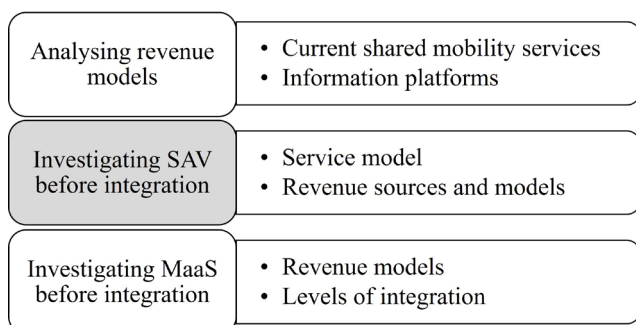 Analysing revenue
models
• Current shared mobility services
• Information platforms
Investigating SAV
before integration
• Service model
• Revenue sources and models
Investigating MaaS
before integration
• Revenue models
• Levels of integration